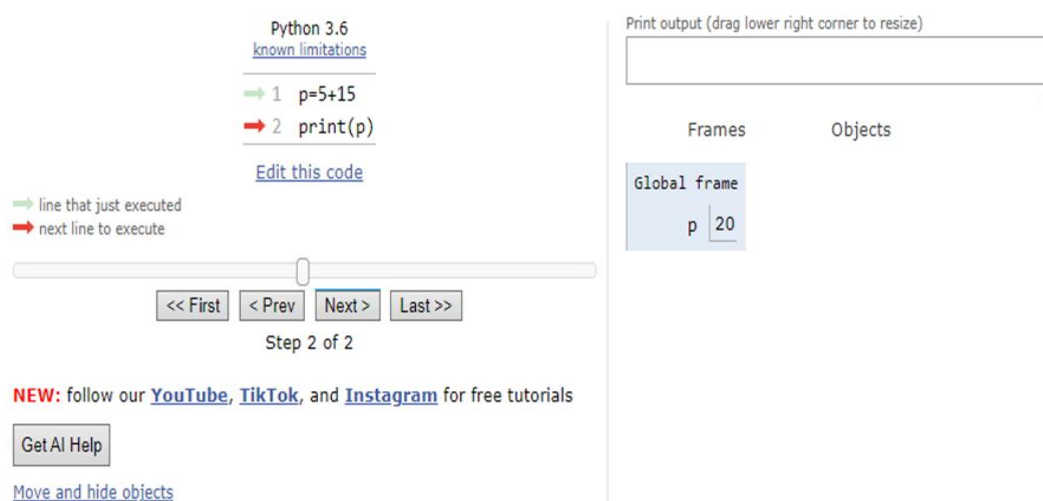 Python 3.6
known limitations
1 p=5+15
2 print(p)
Edit this code
line that just executed
next line to execute
<< First < Prev Next > Last >>
Step 2 of 2
NEW: follow our YouTube, TikTok, and Instagram for free tutorials
Get AI Help
Move and hide objects
Print output (drag lower right corner to resize)
Frames Objects
Global frame
p 20